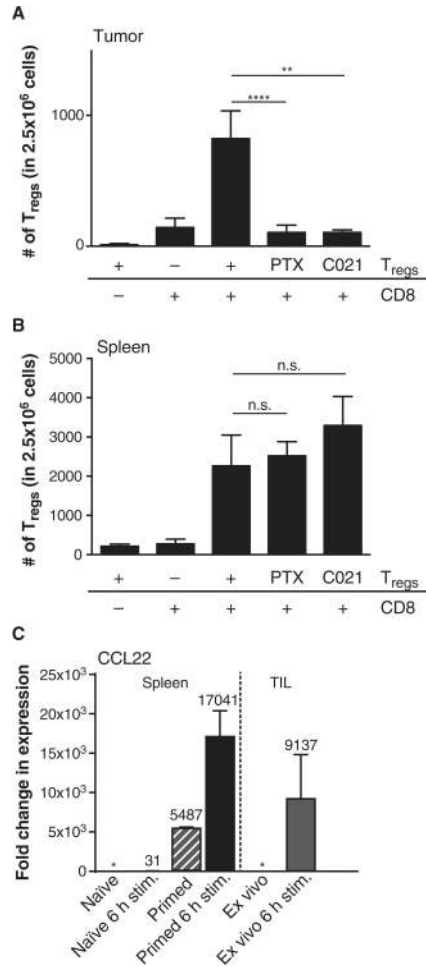 A
Tumor
# of Tregs (in 2.5x10⁶ cells)
**
****
1000
0
+ − + PTX C021 Tregs
− + + + + CD8
B
Spleen
# of Tregs (in 2.5x10⁶ cells)
5000
4000
3000
2000
1000
0
n.s.
n.s.
+ − + PTX C021 Tregs
− + + + + CD8
C
CCL22
Fold change in expression
25x10³
20x10³
15x10³
10x10³
5x10³
0
Spleen TIL
17041
9137
5487
31
* *
Naïve
Naïve 6 h stim.
Primed
Primed 6 h stim.
Ex vivo
Ex vivo 6 h stim.